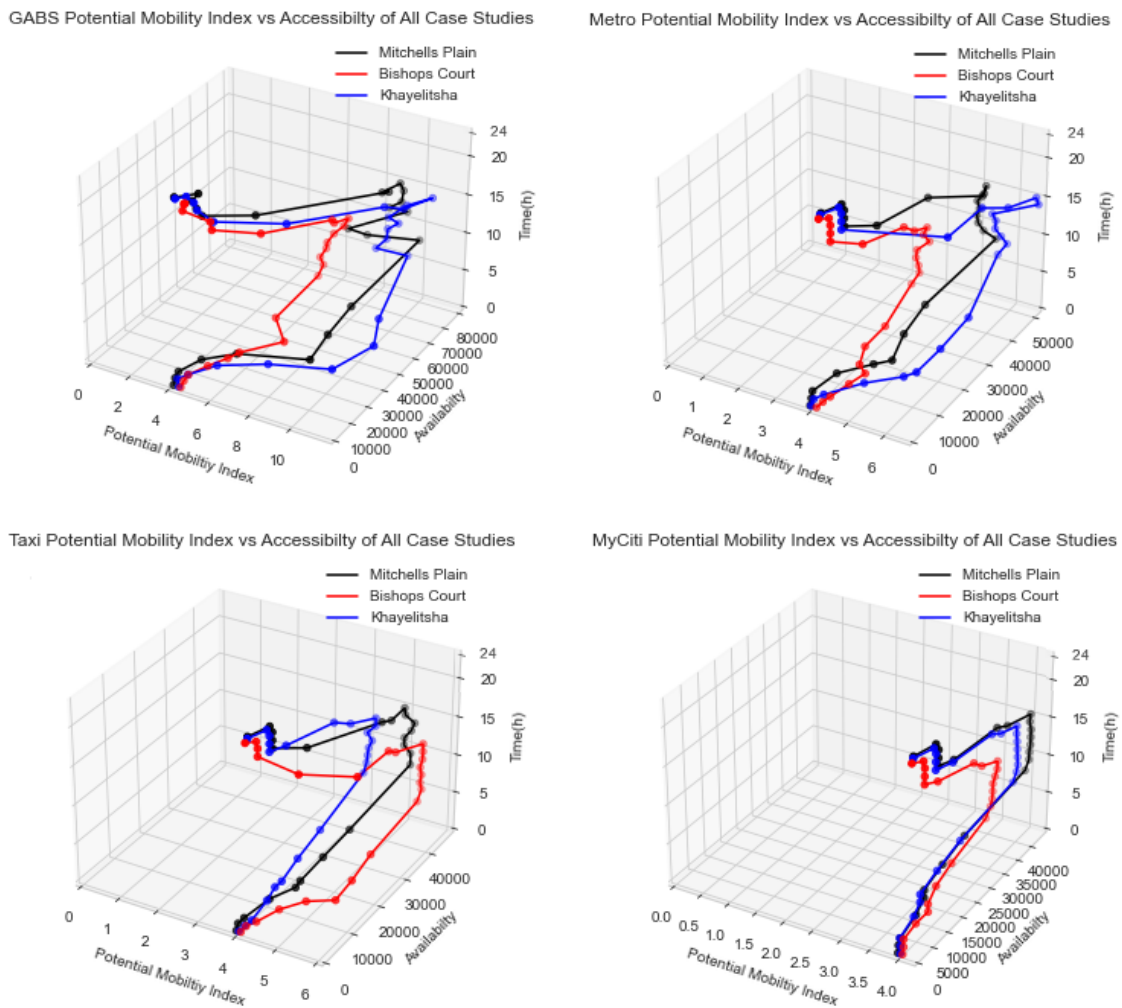 GABS Potential Mobility Index vs Accessibilty of All Case Studies
Mitchells Plain
Bishops Court
Khayelitsha
24
20
15
10
5
0
Time(h)
80000
70000
60000
50000
40000
30000
20000
10000
0
Availabilty
0
2
4
6
8
10
Potential Mobiltiy Index
Metro Potential Mobility Index vs Accessibilty of All Case Studies
Mitchells Plain
Bishops Court
Khayelitsha
24
20
15
10
5
0
Time(h)
50000
40000
30000
20000
10000
0
Availabilty
0
1
2
3
4
5
6
Potential Mobiltiy Index
Taxi Potential Mobility Index vs Accessibilty of All Case Studies
Mitchells Plain
Bishops Court
Khayelitsha
24
20
15
10
5
0
Time(h)
40000
30000
20000
10000
0
Availabilty
0
1
2
3
4
5
6
Potential Mobiltiy Index
MyCiti Potential Mobility Index vs Accessibilty of All Case Studies
Mitchells Plain
Bishops Court
Khayelitsha
24
20
15
10
5
0
Time(h)
40000
35000
30000
25000
20000
15000
10000
5000
0
Availabilty
0.0
0.5
1.0
1.5
2.0
2.5
3.0
3.5
4.0
Potential Mobiltiy Index